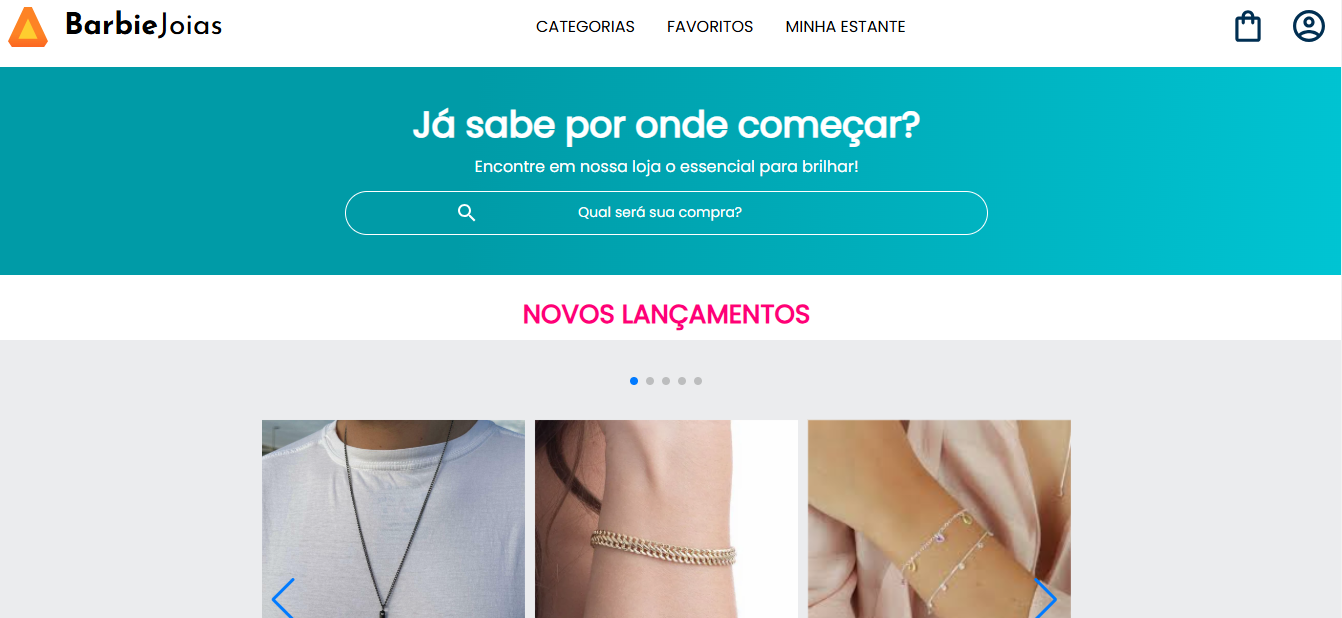 BarbieJoias
CATEGORIAS FAVORITOS MINHA ESTANTE
Já sabe por onde começar?
Encontre em nossa loja o essencial para brilhar!
Qual será sua compra?
NOVOS LANÇAMENTOS